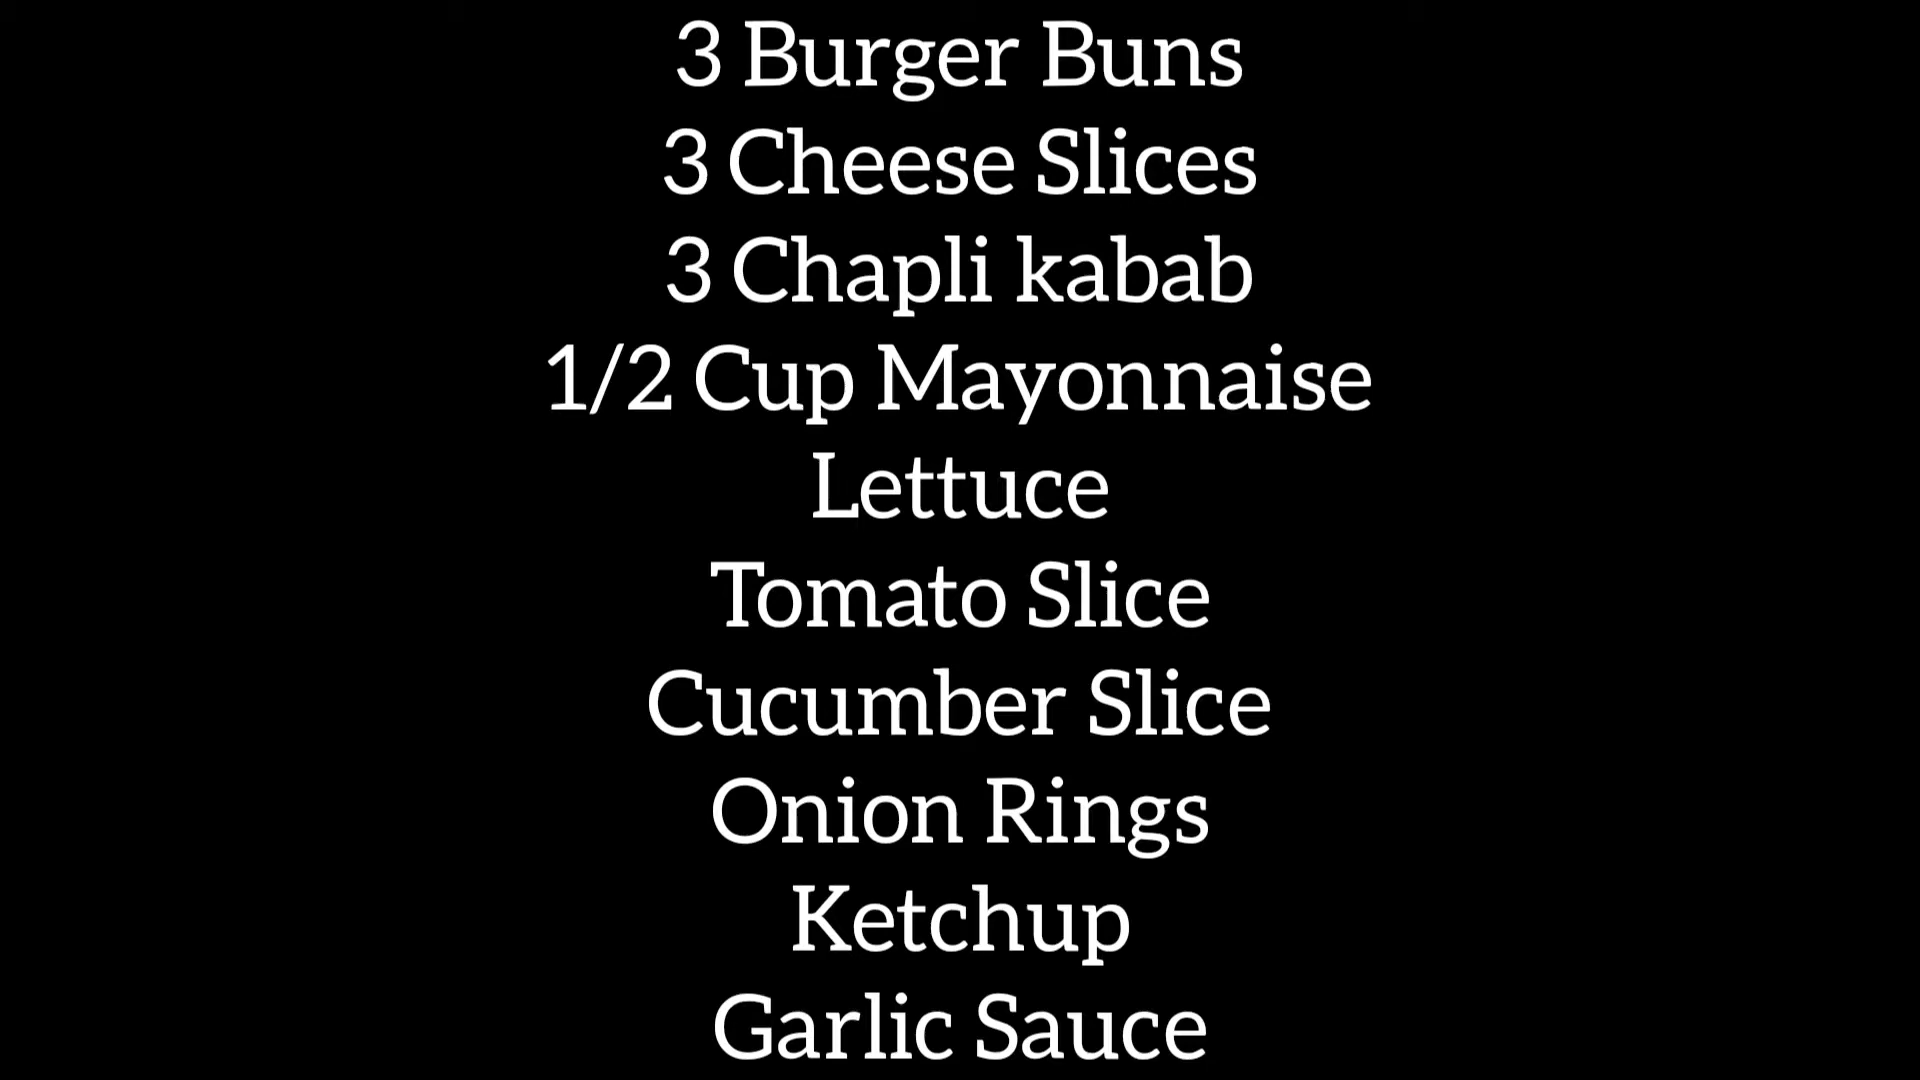 3 Burger Buns
3 Cheese Slices
3 Chapli kabab
1/2 Cup Mayonnaise
Lettuce
Tomato Slice
Cucumber Slice
Onion Rings
Ketchup
Garlic Sauce